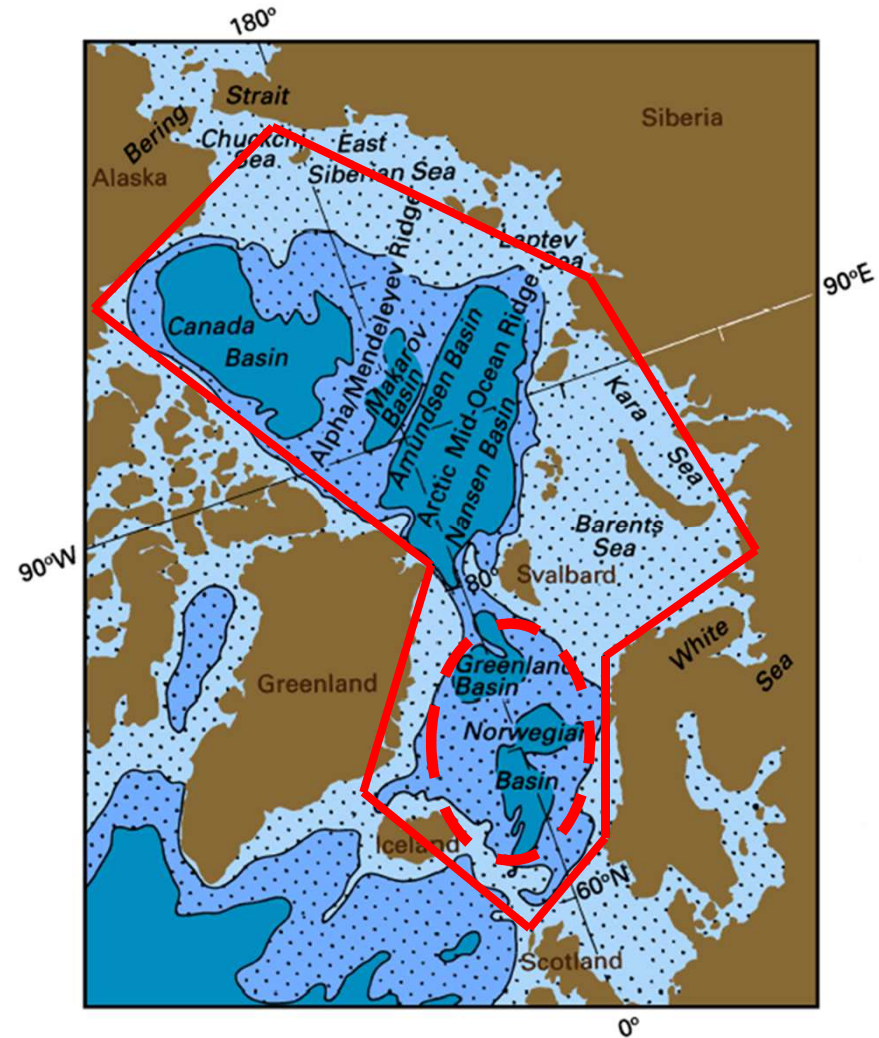 180°
Strait
Bering
Siberia
Chuckchi
Sea
East
Siberian Sea
Alaska
Laptev
Sea
90°E
Canada
Basin
Alpha/Mendeleyev Ridge
Makarov
Basin
Amundsen Basin
Arctic Mid-Ocean Ridge
Nansen Basin
Kara
Sea
Barents
Sea
90°W
80°
Svalbard
White
Sea
Greenland
Greenland
Basin
Norwegian
Basin
Iceland
60°N
Scotland
0°